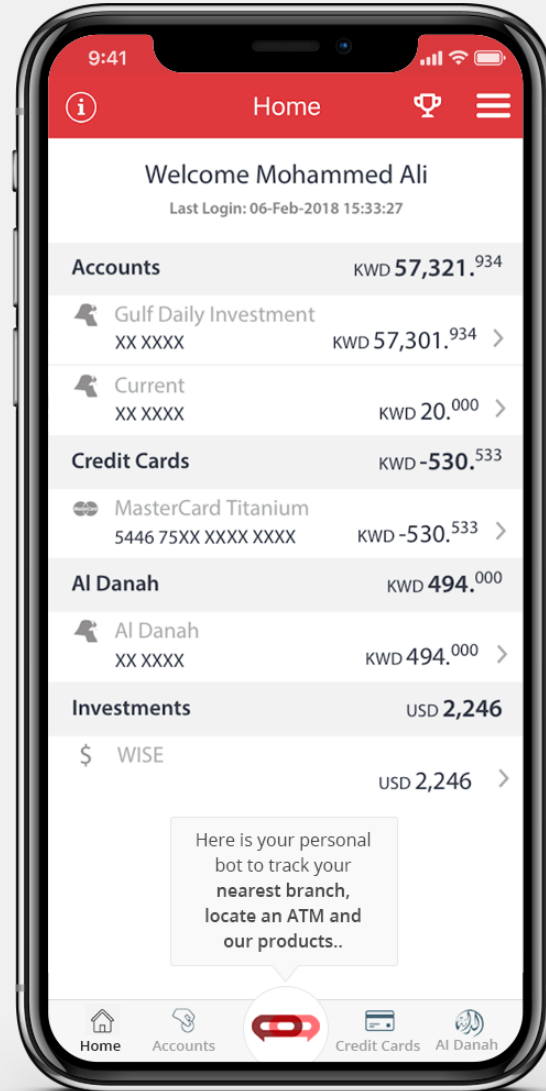 9:41
Home
Welcome Mohammed Ali
Last Login: 06-Feb-2018 15:33:27
Accounts KWD 57,321.934
Gulf Daily Investment
XX XXXX KWD 57,301.934
Current
XX XXXX KWD 20.000
Credit Cards KWD -530.533
MasterCard Titanium
5446 75XX XXXX XXXX KWD -530.533
Al Danah KWD 494.000
Al Danah
XX XXXX KWD 494.000
Investments USD 2,246
$ WISE
USD 2,246
Here is your personal
bot to track your
nearest branch,
locate an ATM and
our products..
Home Accounts Credit Cards Al Danah